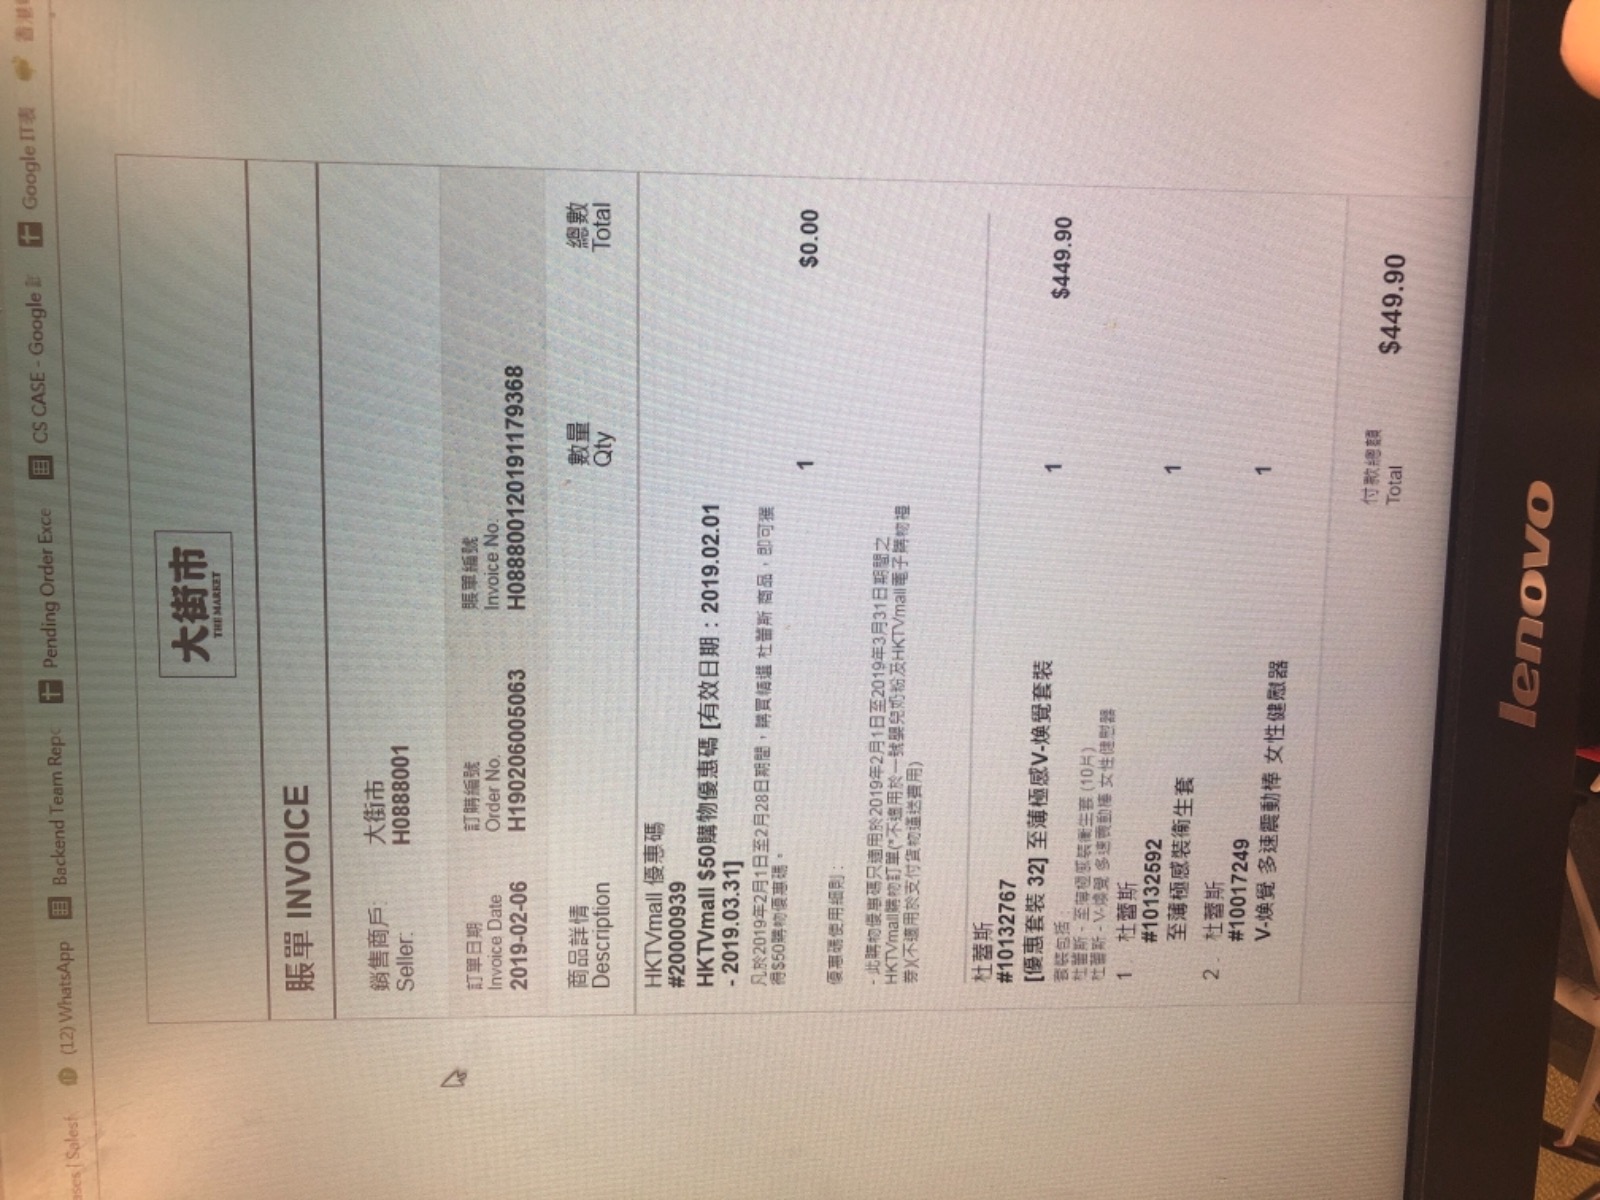 ases | Salesf (12) WhatsApp Backend Team Repo Pending Order Exce CS CASE - Google 試 Google IT表
大街市
THE MARKET
賬單 INVOICE
銷售商戶: 大街市
Seller: H0888001
訂單日期 訂購編號 賬單編號
Invoice Date Order No. Invoice No.
2019-02-06 H190206005063 H088800120191179368
商品詳情 數量 總數
Description Qty Total
HKTVmall 優惠碼
#20000939
HKTVmall $50購物優惠碼 [有效日期 : 2019.02.01
- 2019.03.31]
凡於2019年2月1日至2月28日期間，購買精選 杜蕾斯 商品，即可獲
得$50購物優惠碼。
1 $0.00
優惠碼使用細則 :
- 此購物優惠碼只適用於2019年2月1日至2019年3月31日期間之
HKTVmall購物訂單(*不適用於一號嬰兒奶粉及HKTVmall電子購物禮
券)(不適用於支付貨物運送費用)
杜蕾斯
#10132767
[優惠套裝 32] 至薄極感V-煥覺套裝 1 $449.90
套裝包括 :
杜蕾斯 - 至薄極感裝衞生套 (10片)
杜蕾斯 - V-煥覺 多速震動棒 女性健慰器
1 . 杜蕾斯
#10132592
至薄極感裝衞生套 1
2 . 杜蕾斯
#10017249
V-煥覺 多速震動棒 女性健慰器 1
付款總額
Total $449.90
lenovo